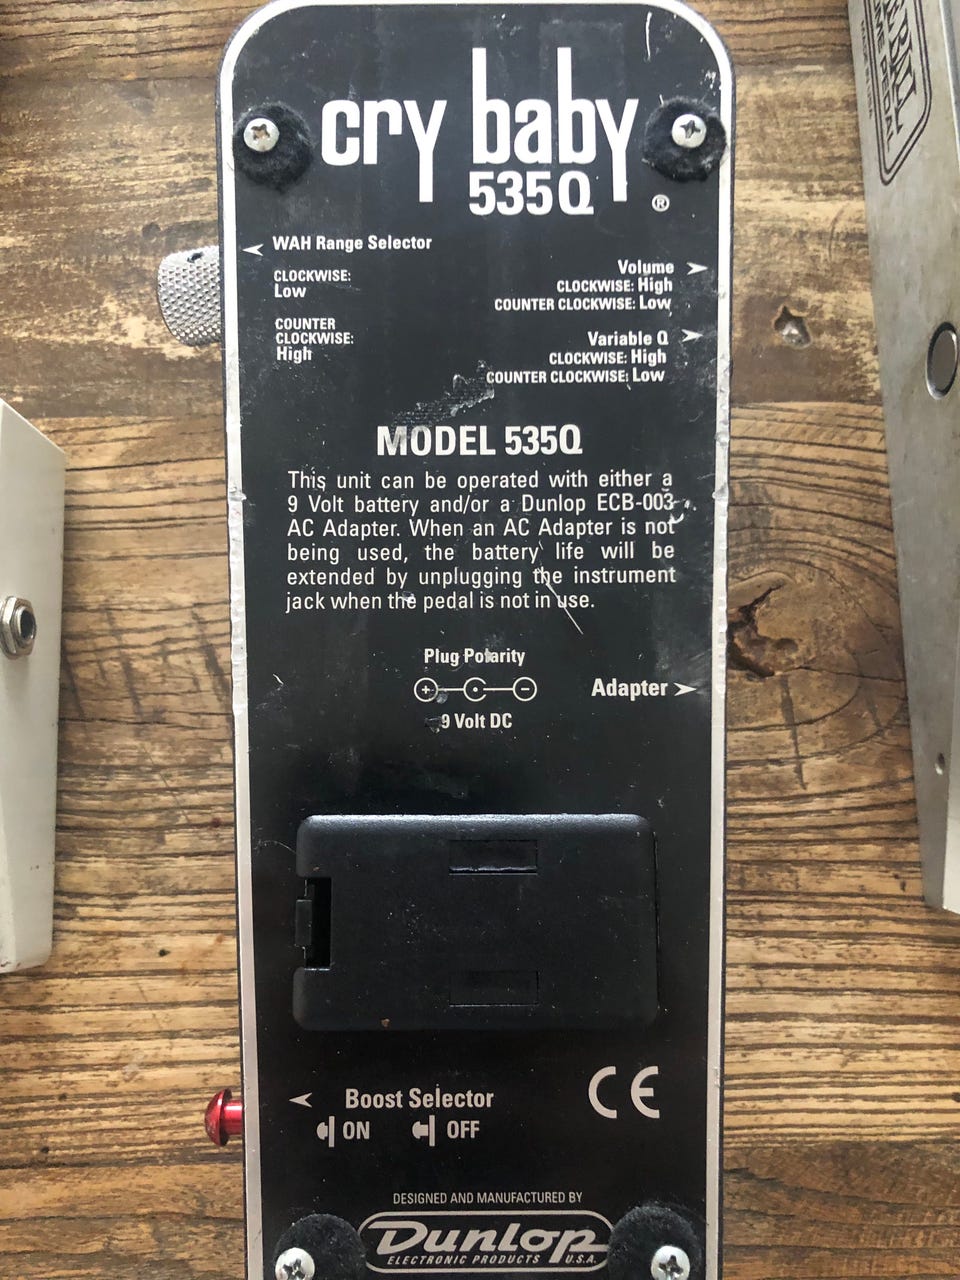 cry baby
535Q
®
WAH Range Selector
CLOCKWISE:
Low
COUNTER
CLOCKWISE:
High
Volume
CLOCKWISE: High
COUNTER CLOCKWISE: Low
Variable Q
CLOCKWISE: High
COUNTER CLOCKWISE: Low
MODEL 535Q
This unit can be operated with either a
9 Volt battery and/or a Dunlop ECB-003
AC Adapter. When an AC Adapter is not
being used, the battery life will be
extended by unplugging the instrument
jack when the pedal is not in use.
Plug Polarity
+ -
9 Volt DC
Adapter
Boost Selector
ON OFF
CE
DESIGNED AND MANUFACTURED BY
Dunlop
ELECTRONIC PRODUCTS U.S.A.
BALL
PEDAL